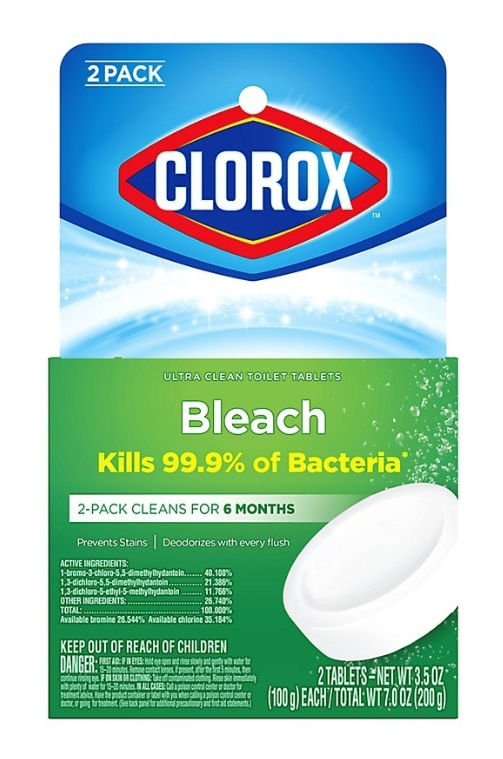 2 PACK
CLOROX
TM
ULTRA CLEAN TOILET TABLETS
Bleach
Kills 99.9% of Bacteria*
2-PACK CLEANS FOR 6 MONTHS
Prevents Stains | Deodorizes with every flush
ACTIVE INGREDIENTS:
1-bromo-3-chloro-5,5-dimethylhydantoin...... 40.108%
1,3-dichloro-5,5-dimethylhydantoin............ 21.386%
1,3-dichloro-5-ethyl-5-methylhydantoin ...... 11.766%
OTHER INGREDIENTS:........................... 26.740%
TOTAL:............................................ 100.000%
Available bromine 26.544% Available chlorine 35.184%
KEEP OUT OF REACH OF CHILDREN
DANGER: FIRST AID: IF IN EYES: Hold eye open and rinse slowly and gently with water for
15–20 minutes. Remove contact lenses, if present, after the first 5 minutes, then
continue rinsing eye. IF ON SKIN OR CLOTHING: Take off contaminated clothing. Rinse skin immediately
with plenty of water for 15–20 minutes. IN ALL CASES: Call a poison control center or doctor for
treatment advice. Have the product container or label with you when calling a poison control center or
doctor, or going for treatment. (See back panel for additional precautionary and first aid statements.)
2 TABLETS – NET WT 3.5 OZ
(100 g) EACH / TOTAL WT 7.0 OZ (200 g)